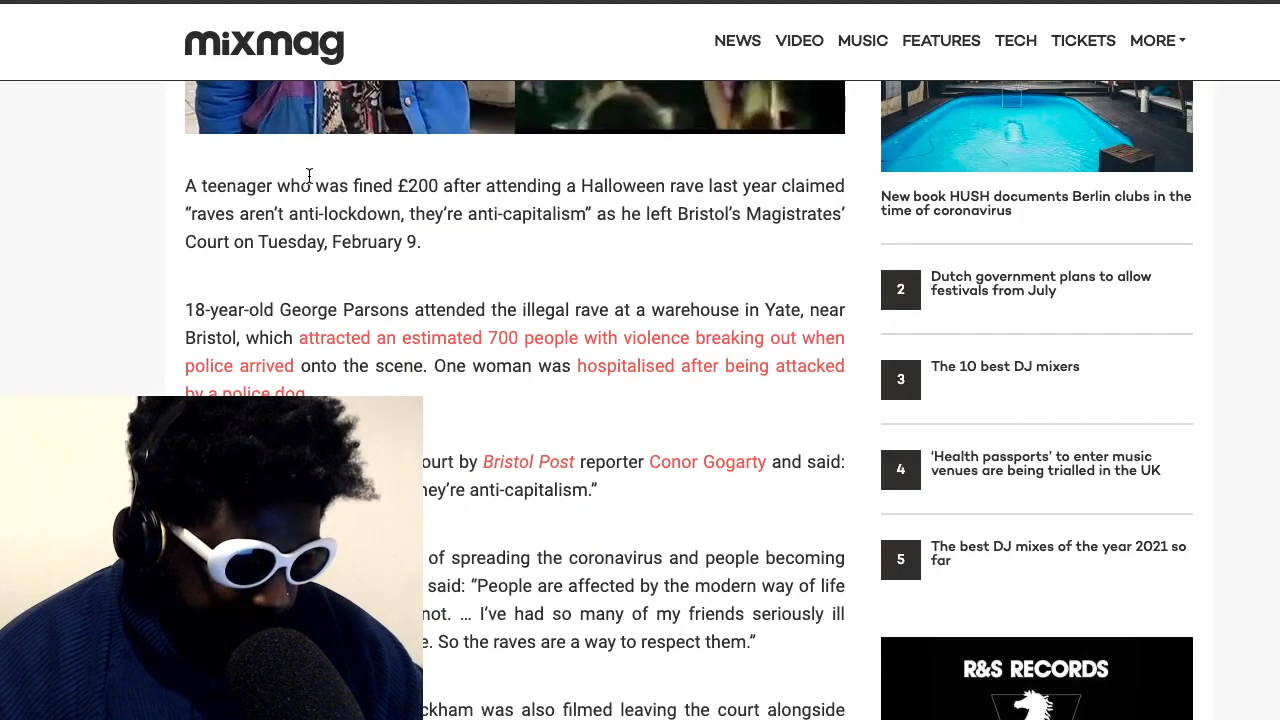 mixmag
NEWS VIDEO MUSIC FEATURES TECH TICKETS MORE
A teenager who was fined £200 after attending a Halloween rave last year claimed
“raves aren’t anti-lockdown, they’re anti-capitalism” as he left Bristol’s Magistrates’
Court on Tuesday, February 9.
18-year-old George Parsons attended the illegal rave at a warehouse in Yate, near
Bristol, which attracted an estimated 700 people with violence breaking out when
police arrived onto the scene. One woman was hospitalised after being attacked
by a police dog.
ourt by Bristol Post reporter Conor Gogarty and said:
hey’re anti-capitalism.”
of spreading the coronavirus and people becoming
said: “People are affected by the modern way of life
not. … I’ve had so many of my friends seriously ill
e. So the raves are a way to respect them.”
ckham was also filmed leaving the court alongside
New book HUSH documents Berlin clubs in the
time of coronavirus
2
Dutch government plans to allow
festivals from July
3
The 10 best DJ mixers
4
‘Health passports’ to enter music
venues are being trialled in the UK
5
The best DJ mixes of the year 2021 so
far
R&S RECORDS